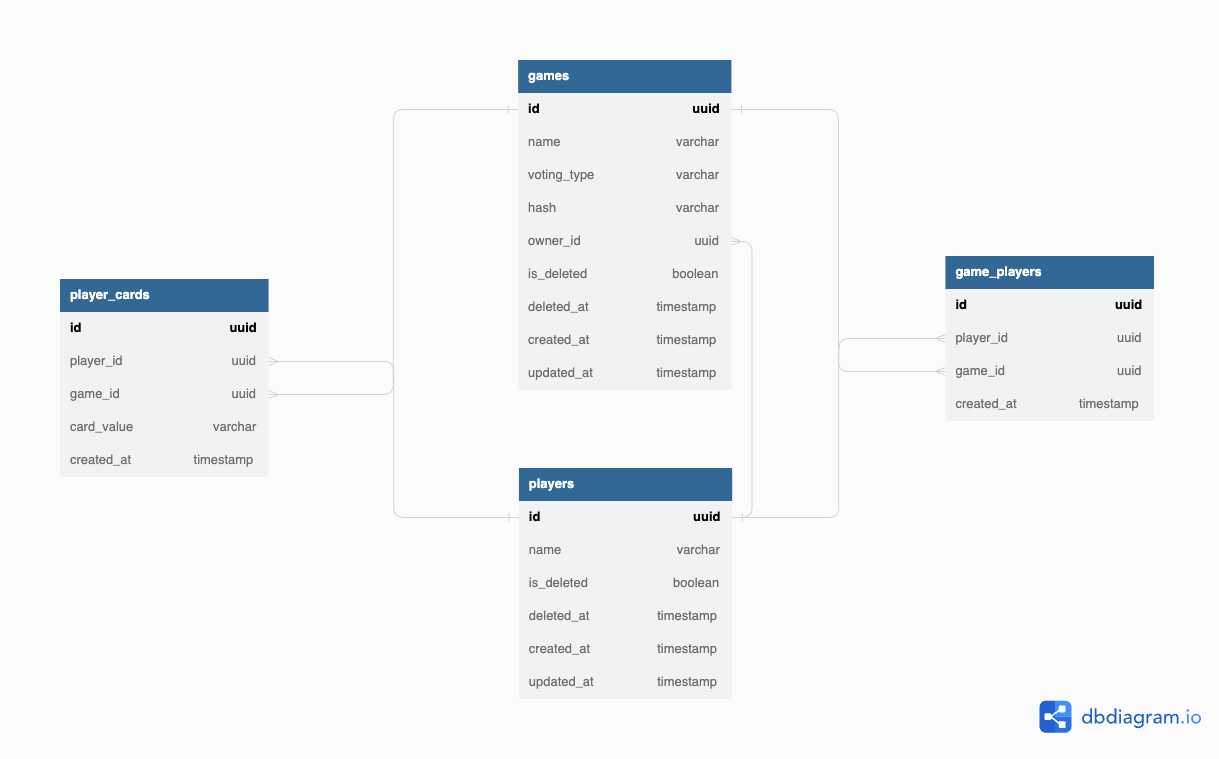 games
id uuid
name varchar
voting_type varchar
hash varchar
owner_id uuid
is_deleted boolean
deleted_at timestamp
created_at timestamp
updated_at timestamp
player_cards
id uuid
player_id uuid
game_id uuid
card_value varchar
created_at timestamp
game_players
id uuid
player_id uuid
game_id uuid
created_at timestamp
players
id uuid
name varchar
is_deleted boolean
deleted_at timestamp
created_at timestamp
updated_at timestamp
dbdiagram.io